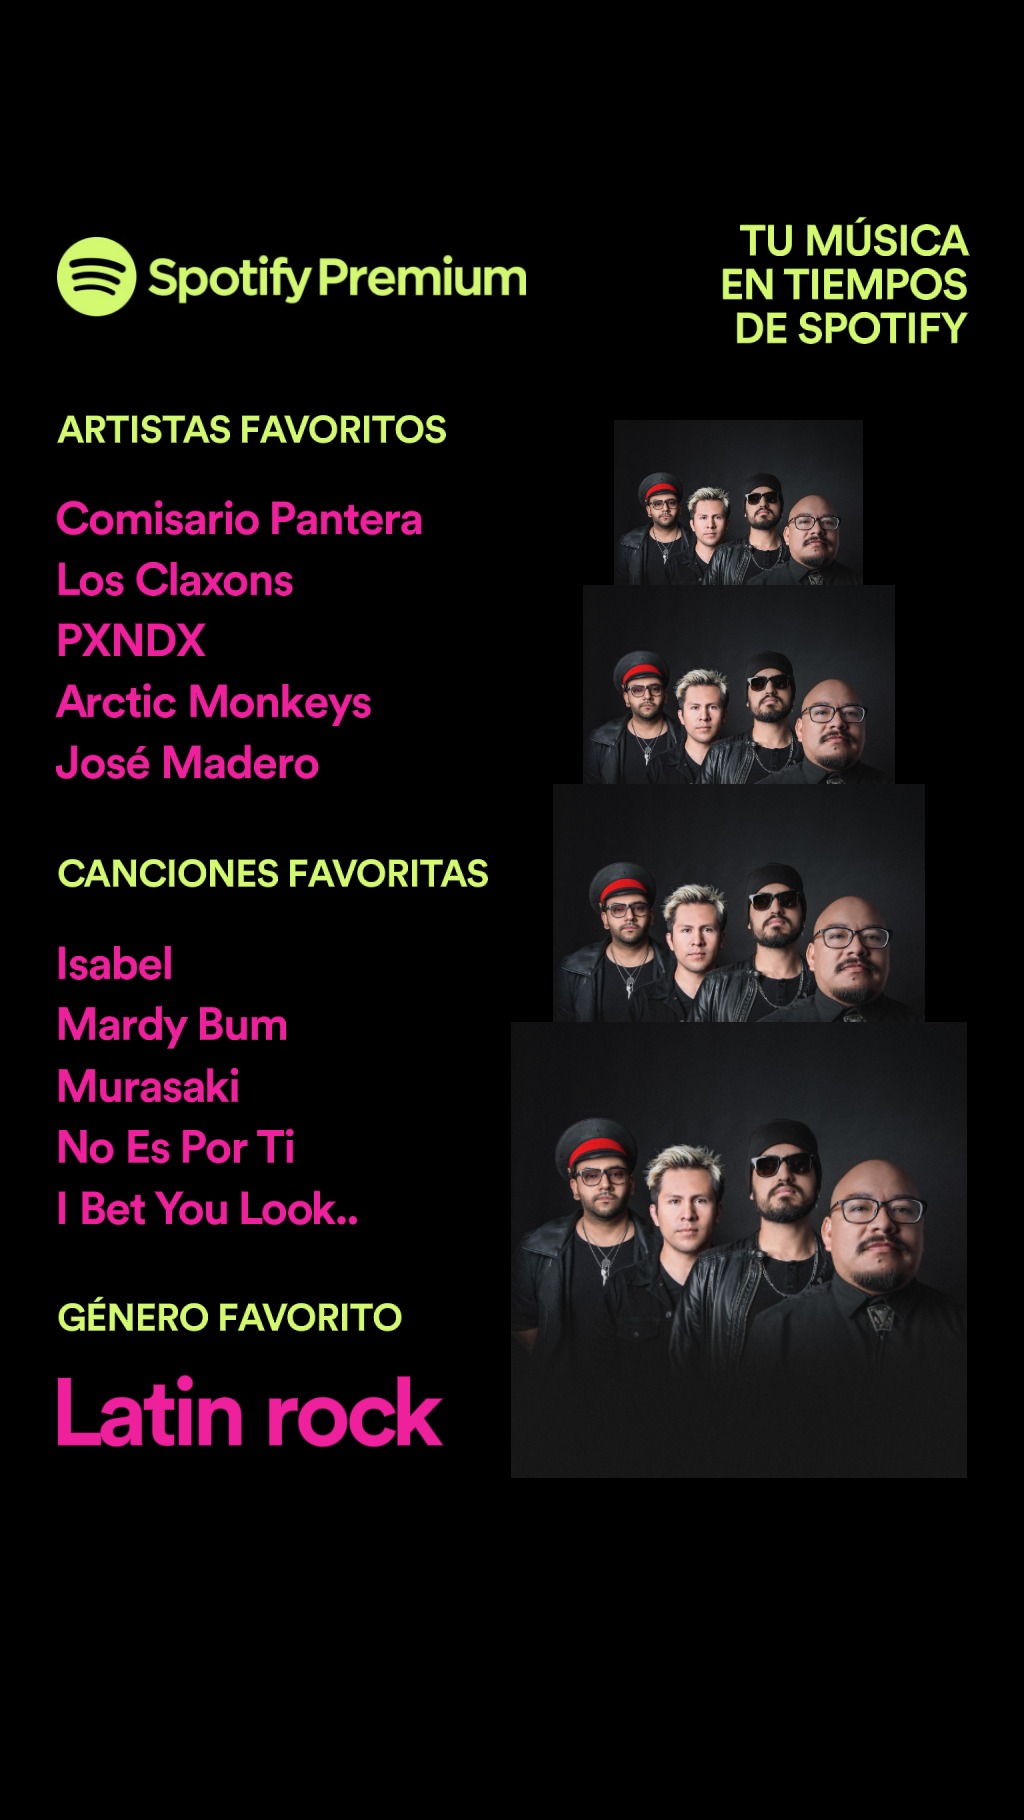 Spotify Premium
TU MÚSICA
EN TIEMPOS
DE SPOTIFY
ARTISTAS FAVORITOS
Comisario Pantera
Los Claxons
PXNDX
Arctic Monkeys
José Madero
CANCIONES FAVORITAS
Isabel
Mardy Bum
Murasaki
No Es Por Ti
I Bet You Look..
GÉNERO FAVORITO
Latin rock